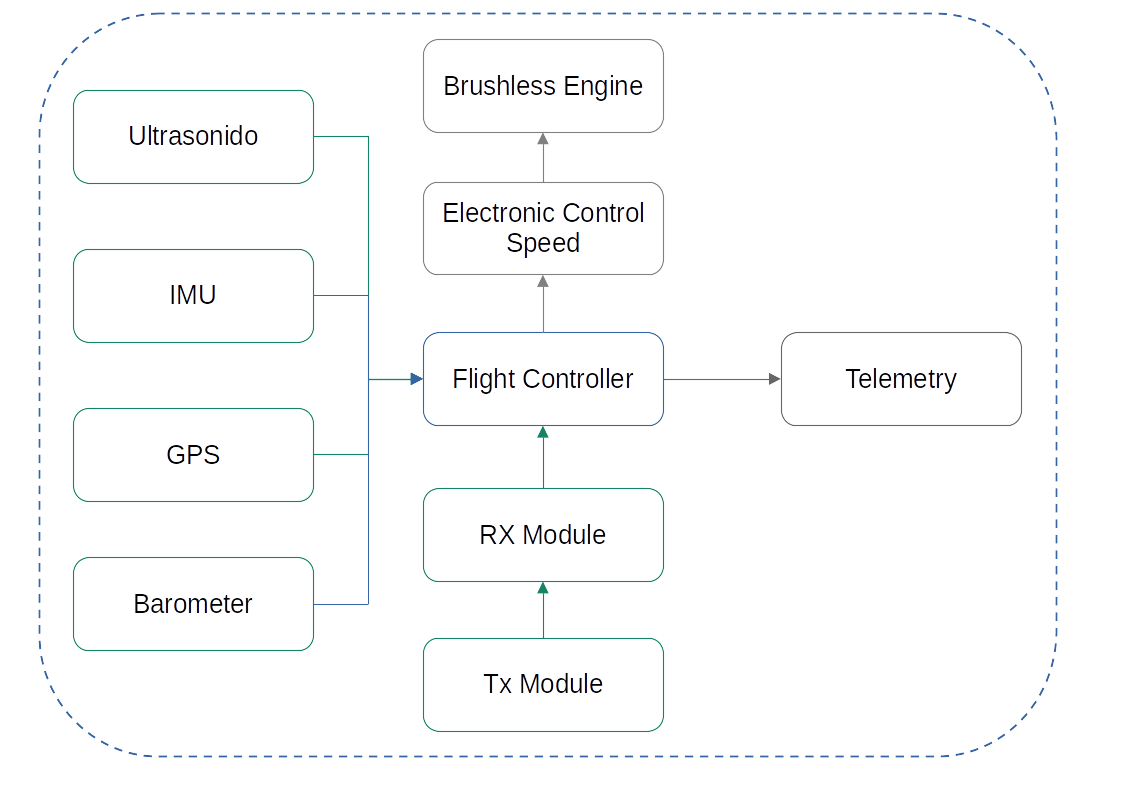 Brushless Engine
Ultrasonido
Electronic Control
Speed
IMU
Flight Controller
Telemetry
GPS
RX Module
Barometer
Tx Module